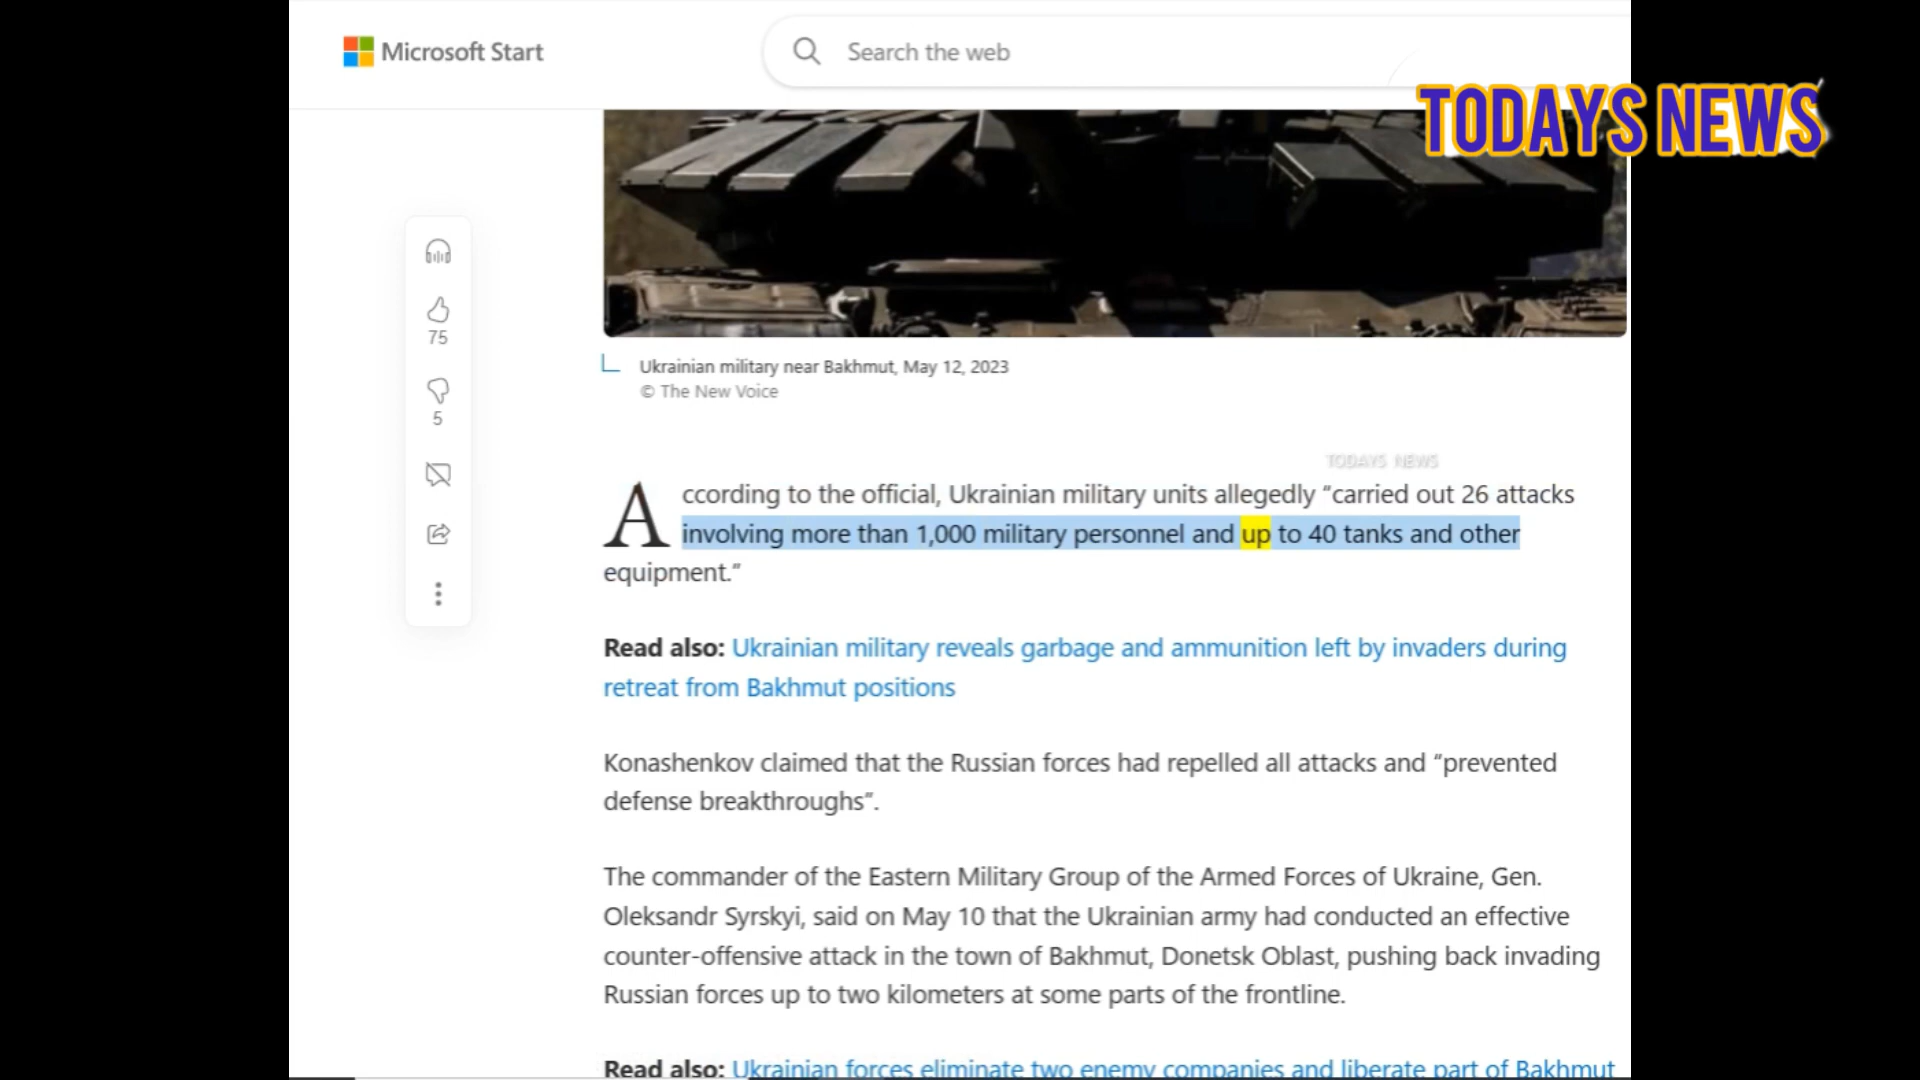 Microsoft Start
Search the web
TODAYS NEWS
75
5
Ukrainian military near Bakhmut, May 12, 2023
© The New Voice
TODAYS NEWS
According to the official, Ukrainian military units allegedly “carried out 26 attacks
involving more than 1,000 military personnel and up to 40 tanks and other
equipment.”
Read also: Ukrainian military reveals garbage and ammunition left by invaders during
retreat from Bakhmut positions
Konashenkov claimed that the Russian forces had repelled all attacks and “prevented
defense breakthroughs”.
The commander of the Eastern Military Group of the Armed Forces of Ukraine, Gen.
Oleksandr Syrskyi, said on May 10 that the Ukrainian army had conducted an effective
counter-offensive attack in the town of Bakhmut, Donetsk Oblast, pushing back invading
Russian forces up to two kilometers at some parts of the frontline.
Read also: Ukrainian forces eliminate two enemy companies and liberate part of Bakhmut